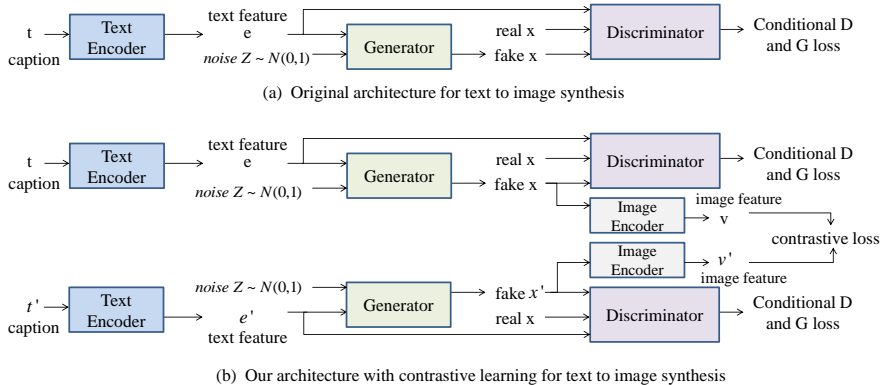 t
caption
Text
Encoder
text feature
e
noise Z ~ N(0,1)
Generator
real x
fake x
Discriminator
Conditional D
and G loss
(a) Original architecture for text to image synthesis
t
caption
Text
Encoder
text feature
e
noise Z ~ N(0,1)
Generator
real x
fake x
Discriminator
Conditional D
and G loss
Image
Encoder
image feature
v
contrastive loss
Image
Encoder
v'
image feature
t'
caption
Text
Encoder
noise Z ~ N(0,1)
e'
text feature
Generator
fake x'
real x
Discriminator
Conditional D
and G loss
(b) Our architecture with contrastive learning for text to image synthesis